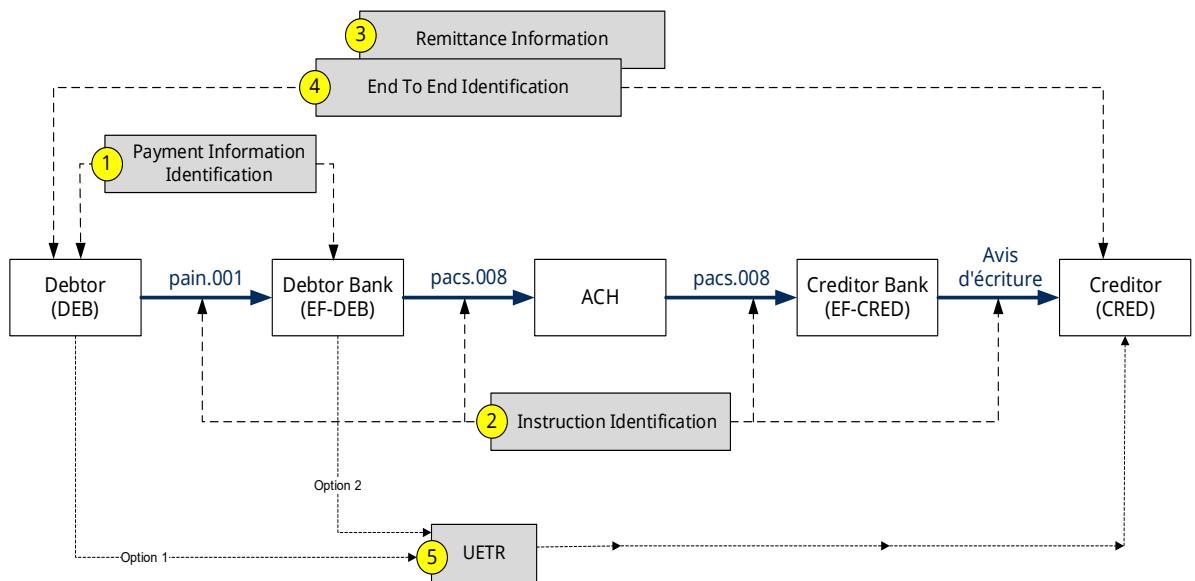 3
Remittance Information
4
End To End Identification
1
Payment Information
Identification
Debtor
(DEB)
pain.001
Debtor Bank
(EF-DEB)
pacs.008
ACH
pacs.008
Creditor Bank
(EF-CRED)
Avis
d'écriture
Creditor
(CRED)
2
Instruction Identification
Option 2
Option 1
5
UETR